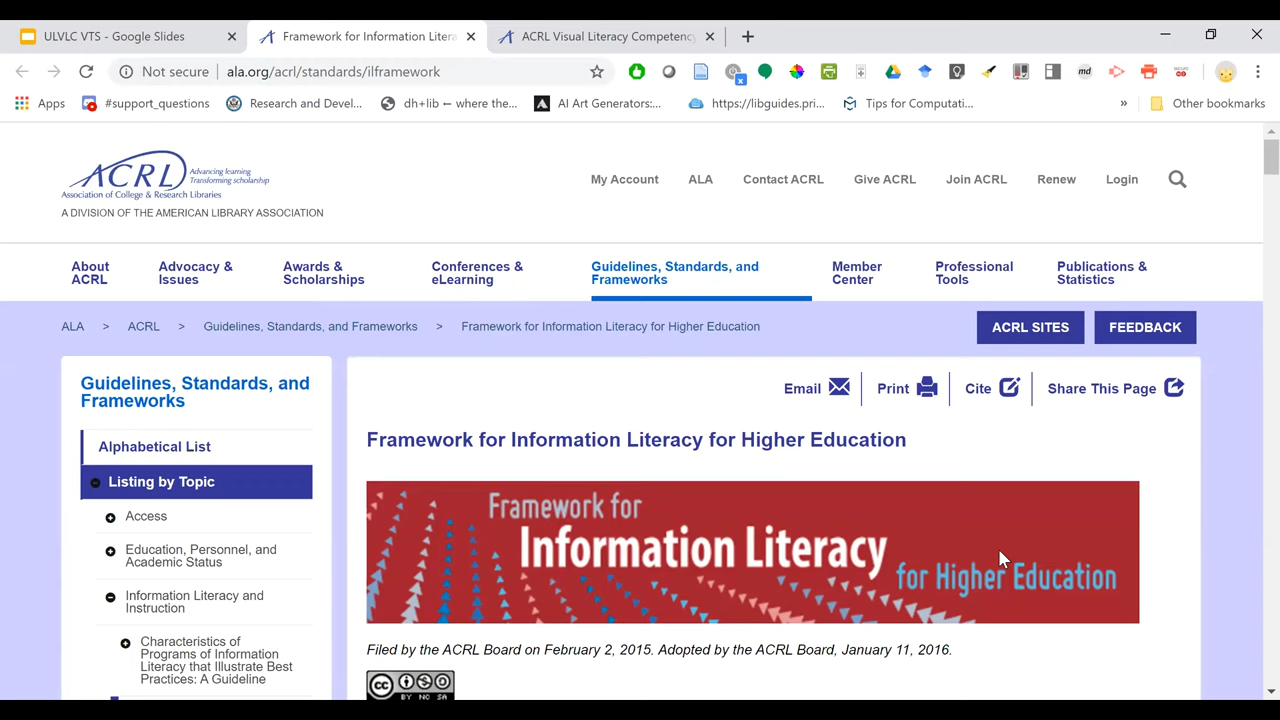 ULVLC VTS - Google Slides
Framework for Information Litera
ACRL Visual Literacy Competency
Not secure
ala.org/acrl/standards/ilframework
md
Apps
#support_questions
Research and Devel...
dh+lib ← where the...
AI Art Generators:...
https://libguides.pri...
Tips for Computati...
»
Other bookmarks
ACRL
Advancing learning
Transforming scholarship
Association of College & Research Libraries
A DIVISION OF THE AMERICAN LIBRARY ASSOCIATION
My Account
ALA
Contact ACRL
Give ACRL
Join ACRL
Renew
Login
About
ACRL
Advocacy &
Issues
Awards &
Scholarships
Conferences &
eLearning
Guidelines, Standards, and
Frameworks
Member
Center
Professional
Tools
Publications &
Statistics
ALA > ACRL > Guidelines, Standards, and Frameworks > Framework for Information Literacy for Higher Education
ACRL SITES
FEEDBACK
Guidelines, Standards, and
Frameworks
Alphabetical List
Listing by Topic
Access
Education, Personnel, and
Academic Status
Information Literacy and
Instruction
Characteristics of
Programs of Information
Literacy that Illustrate Best
Practices: A Guideline
Email
Print
Cite
Share This Page
Framework for Information Literacy for Higher Education
Framework for
Information Literacy
for Higher Education
Filed by the ACRL Board on February 2, 2015. Adopted by the ACRL Board, January 11, 2016.
CC
BY NC SA